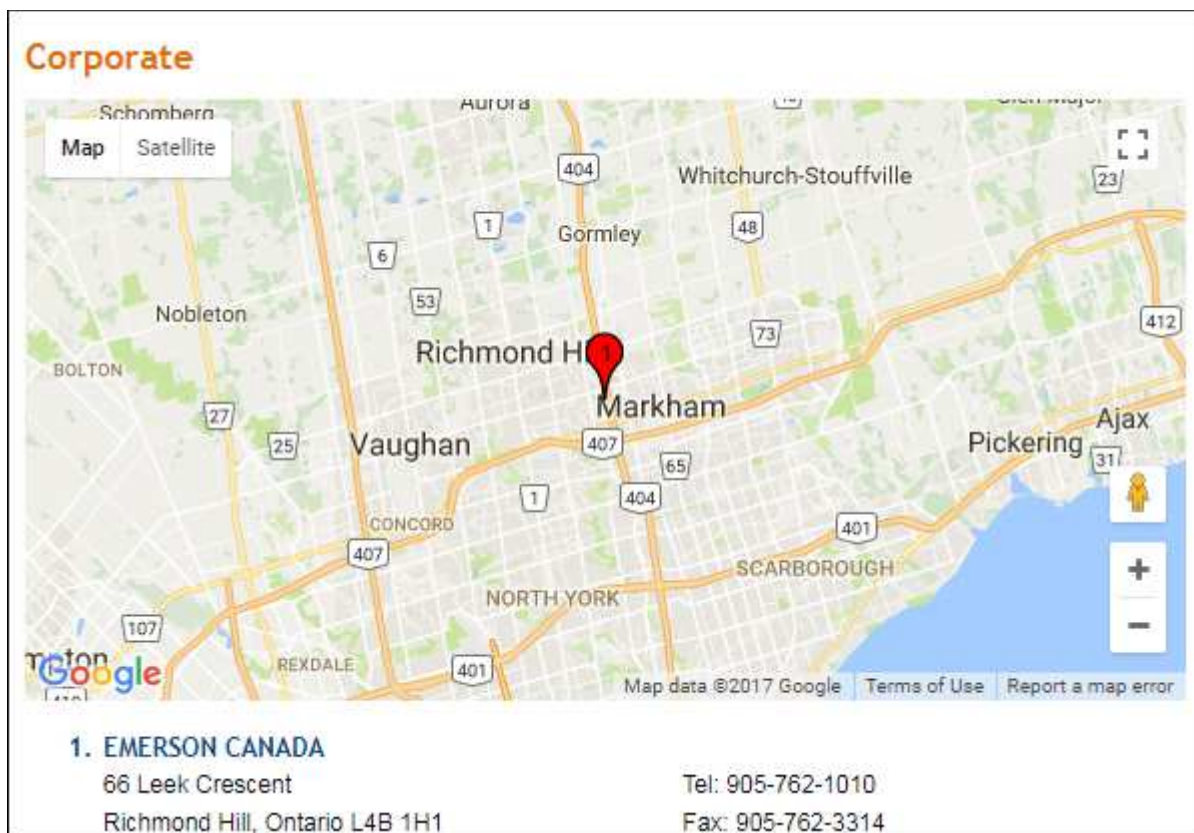 Corporate
Aurora
Schomberg
Map Satellite
404
Whitchurch-Stouffville
23
1
48
Gormley
6
53
Nobleton
412
73
Richmond
1
BOLTON
Markham
27
Ajax
25
Vaughan
407
Pickering
65
31
1
404
CONCORD
401
407
SCARBOROUGH
NORTH YORK
107
REXDALE
401
Google
Map data ©2017 Google Terms of Use Report a map error
1. EMERSON CANADA
66 Leek Crescent Tel: 905-762-1010
Richmond Hill, Ontario L4B 1H1 Fax: 905-762-3314